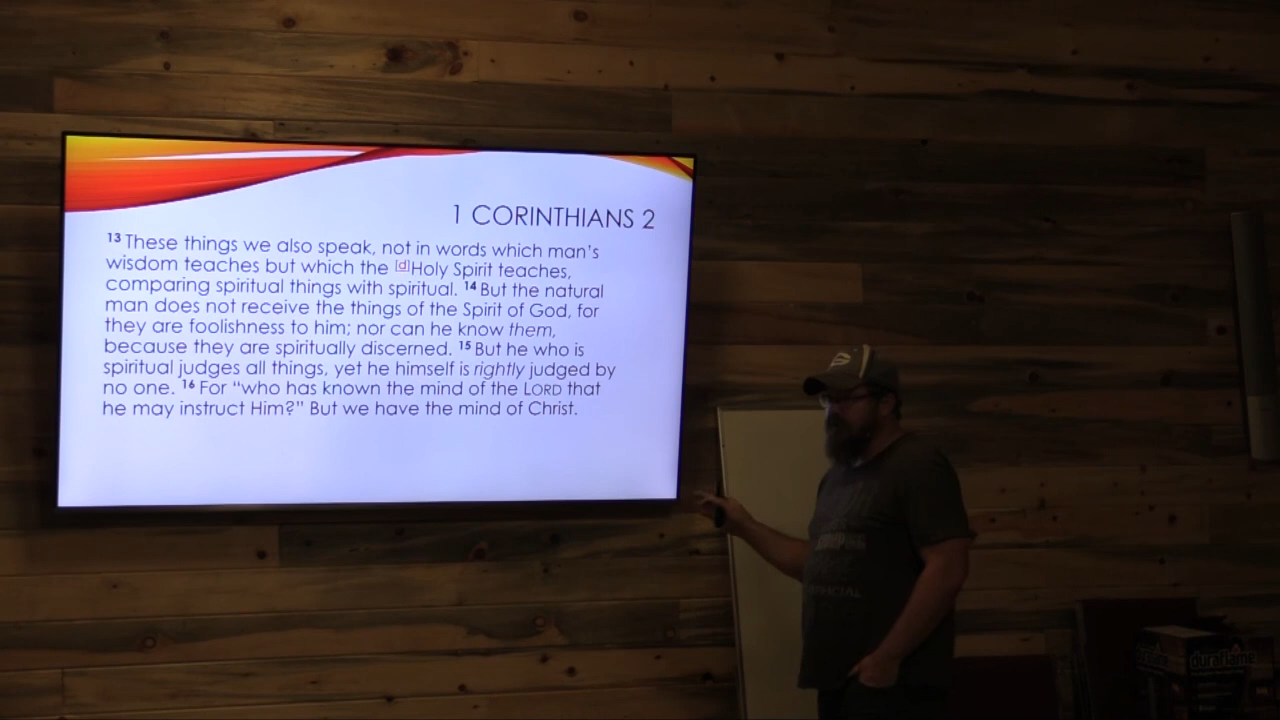 1 CORINTHIANS 2
13 These things we also speak, not in words which man's
wisdom teaches but which the [d]Holy Spirit teaches,
comparing spiritual things with spiritual. 14 But the natural
man does not receive the things of the Spirit of God, for
they are foolishness to him; nor can he know them,
because they are spiritually discerned. 15 But he who is
spiritual judges all things, yet he himself is rightly judged by
no one. 16 For “who has known the mind of the LORD that
he may instruct Him?” But we have the mind of Christ.
duraflame